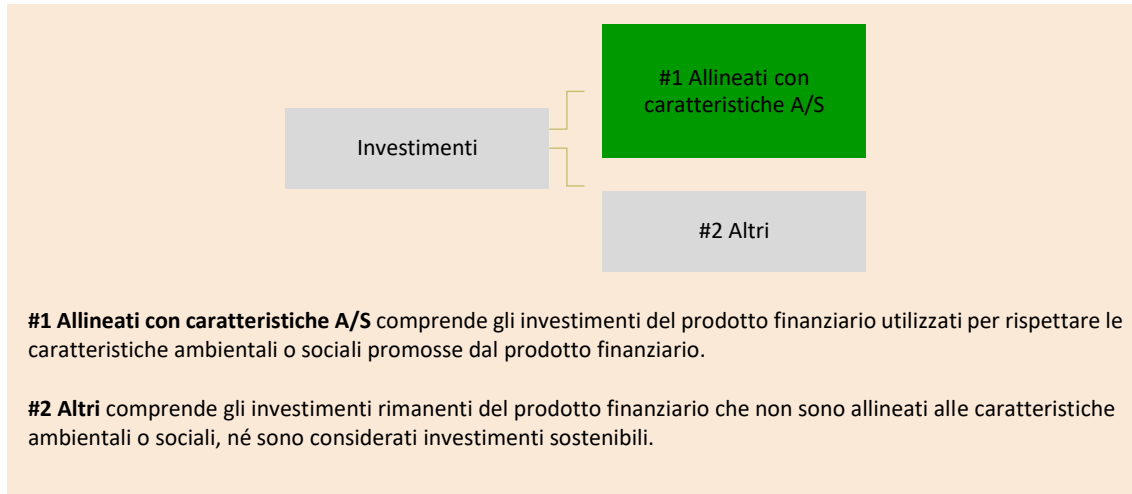 #1 Allineati con
caratteristiche A/S
Investimenti
#2 Altri
#1 Allineati con caratteristiche A/S comprende gli investimenti del prodotto finanziario utilizzati per rispettare le
caratteristiche ambientali o sociali promosse dal prodotto finanziario.
#2 Altri comprende gli investimenti rimanenti del prodotto finanziario che non sono allineati alle caratteristiche
ambientali o sociali, né sono considerati investimenti sostenibili.